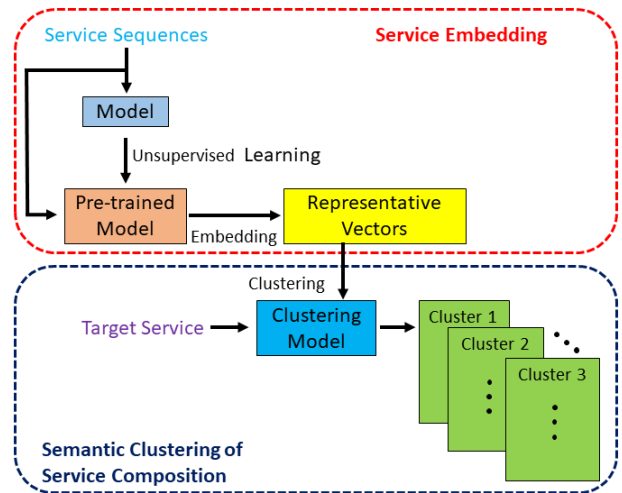 Service Sequences
Service Embedding
Model
Unsupervised Learning
Pre-trained
Model
Embedding
Representative
Vectors
Clustering
Target Service
Clustering
Model
Cluster 1
Cluster 2
Cluster 3
Semantic Clustering of
Service Composition